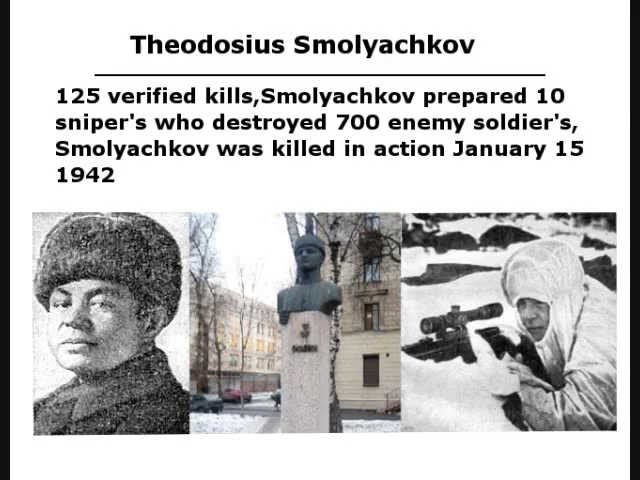 Theodosius Smolyachkov
125 verified kills,Smolyachkov prepared 10
sniper's who destroyed 700 enemy soldier's,
Smolyachkov was killed in action January 15
1942